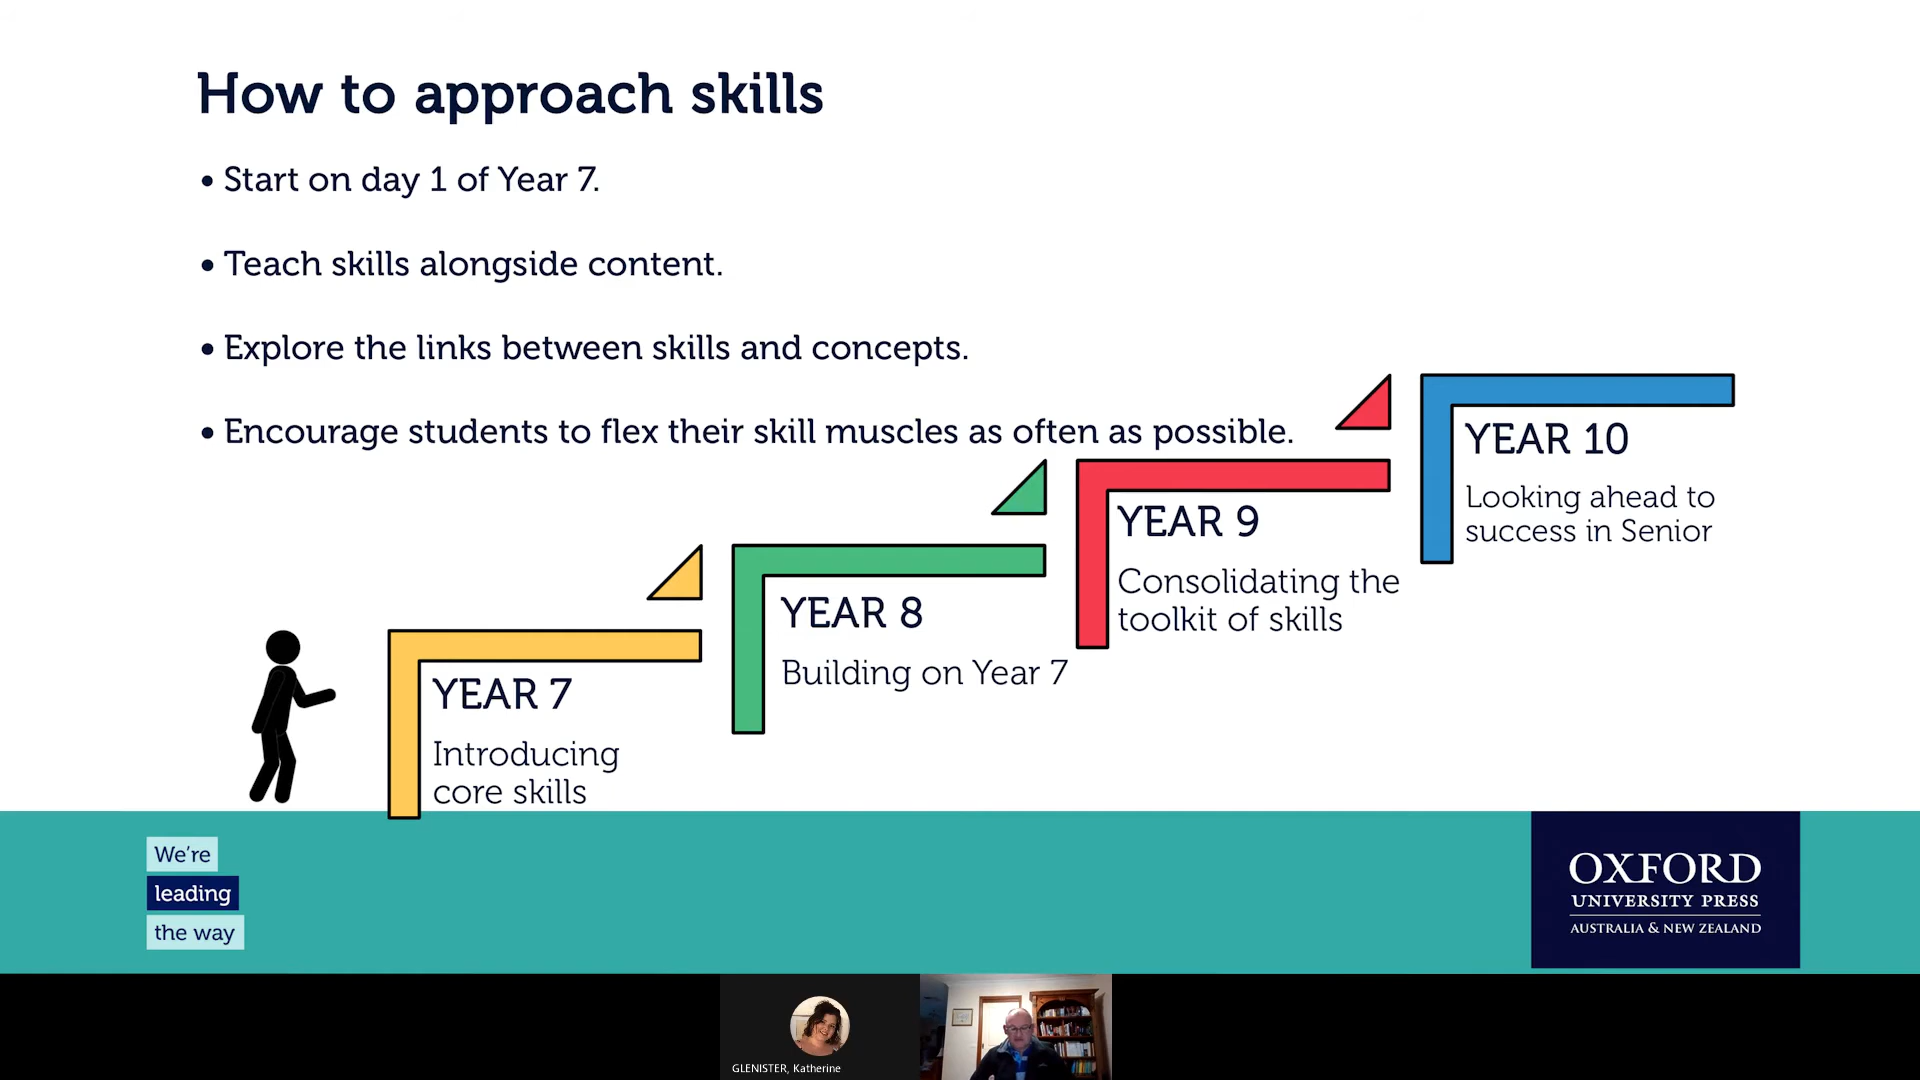 How to approach skills
• Start on day 1 of Year 7.
• Teach skills alongside content.
• Explore the links between skills and concepts.
• Encourage students to flex their skill muscles as often as possible.
YEAR 7
Introducing
core skills
YEAR 8
Building on Year 7
YEAR 9
Consolidating the
toolkit of skills
YEAR 10
Looking ahead to
success in Senior
We're
leading
the way
OXFORD
UNIVERSITY PRESS
AUSTRALIA & NEW ZEALAND
GLENISTER, Katherine